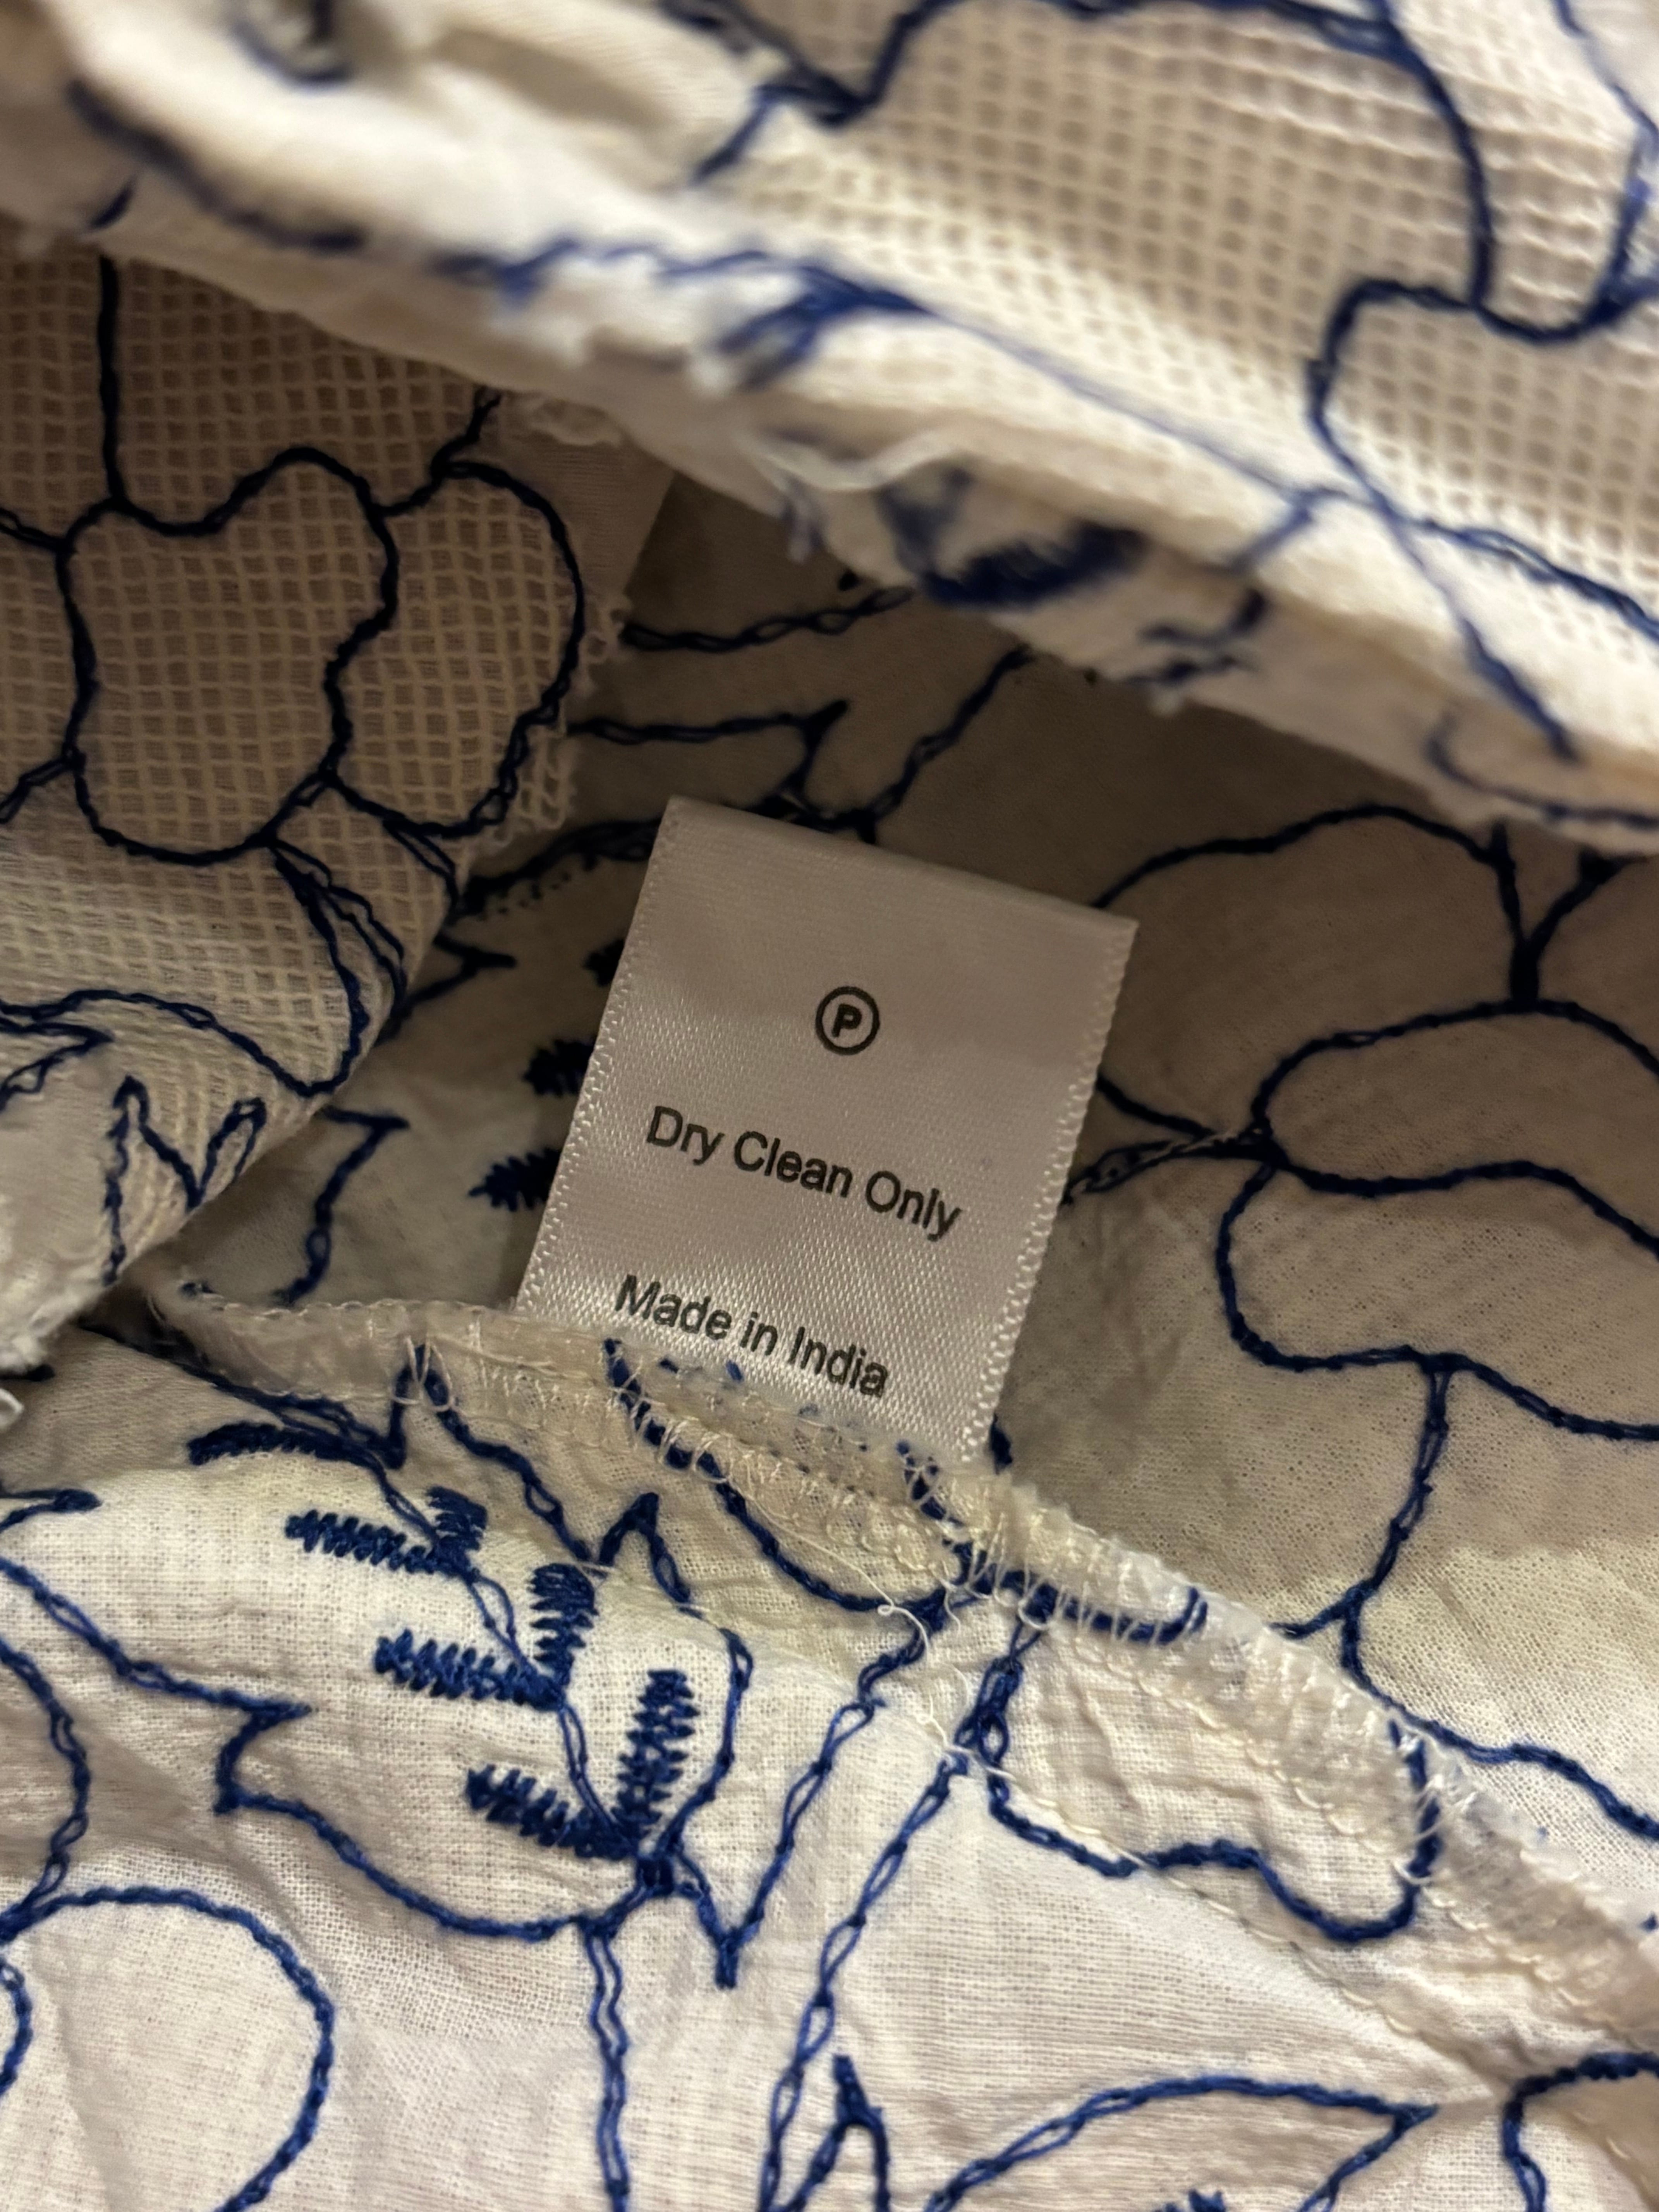 P
Dry Clean Only
Made in India